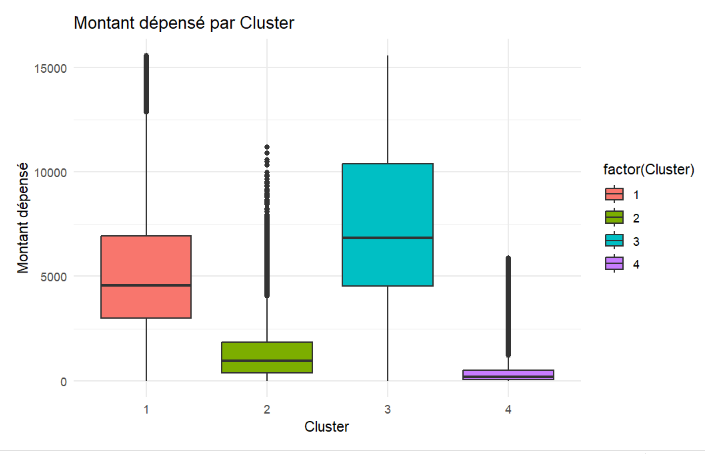 Montant dépensé par Cluster
Montant dépensé
15000
10000
5000
0
1 2 3 4
Cluster
factor(Cluster)
1
2
3
4